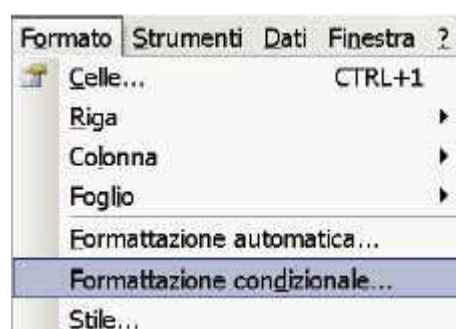 Formato Strumenti Dati Finestra ?
Celle... CTRL+1
Riga
Colonna
Foglio
Formattazione automatica...
Formattazione condizionale...
Stile...